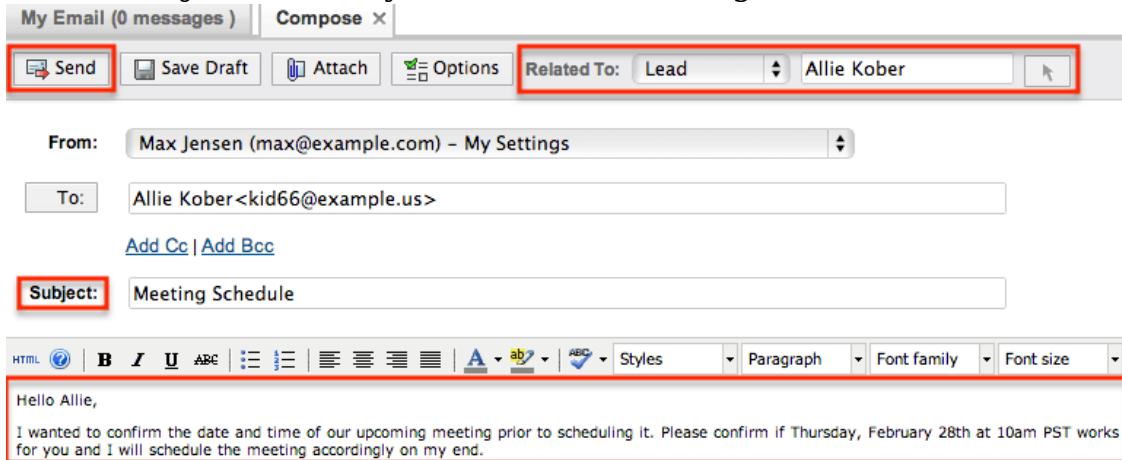 My Email (0 messages ) Compose ×
Send Save Draft Attach Options Related To: Lead Allie Kober
From: Max Jensen (max@example.com) – My Settings
To: Allie Kober<kid66@example.us>
Add Cc | Add Bcc
Subject: Meeting Schedule
HTML B I U ABC A ab ABC Styles Paragraph Font family Font size
Hello Allie,
I wanted to confirm the date and time of our upcoming meeting prior to scheduling it. Please confirm if Thursday, February 28th at 10am PST works
for you and I will schedule the meeting accordingly on my end.